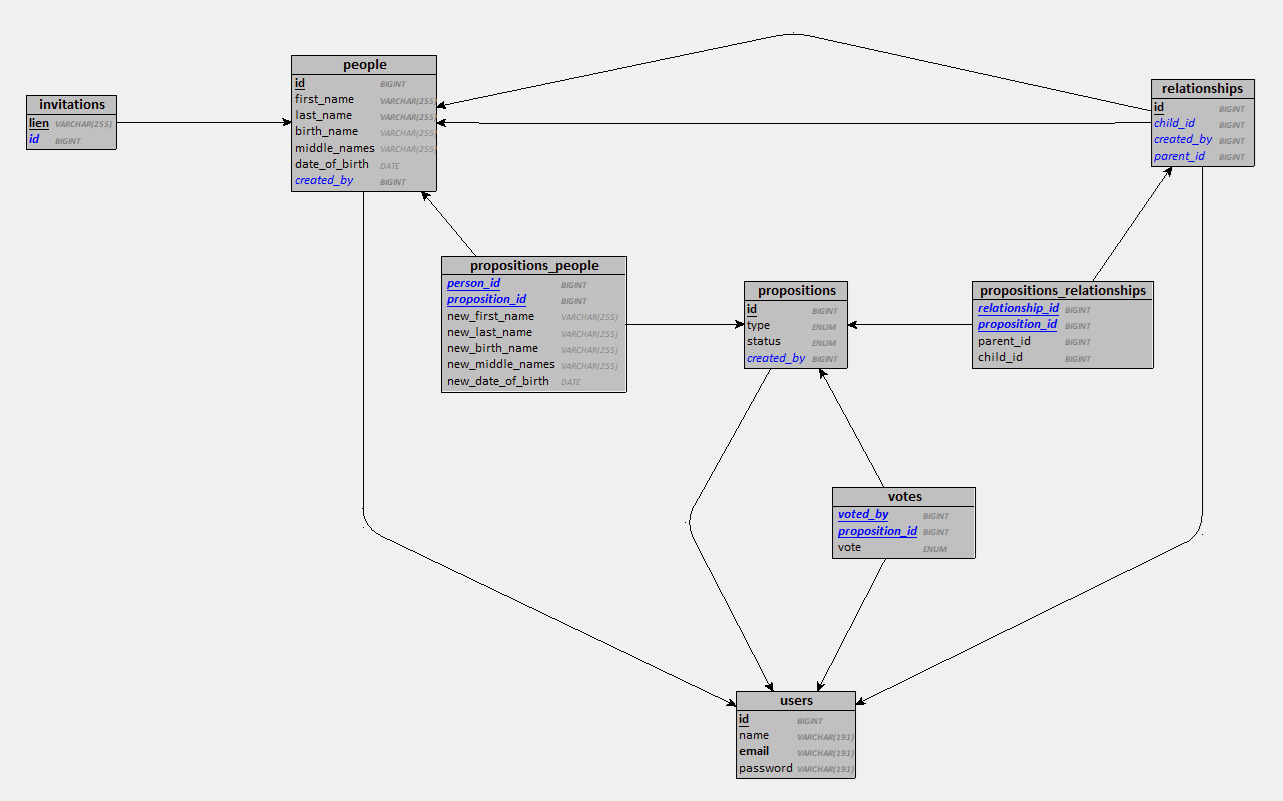 people
id BIGINT
first_name VARCHAR(255)
last_name VARCHAR(255)
birth_name VARCHAR(255)
middle_names VARCHAR(255)
date_of_birth DATE
created_by BIGINT
relationships
id BIGINT
child_id BIGINT
created_by BIGINT
parent_id BIGINT
invitations
lien VARCHAR(255)
id BIGINT
propositions_people
person_id BIGINT
proposition_id BIGINT
new_first_name VARCHAR(255)
new_last_name VARCHAR(255)
new_birth_name VARCHAR(255)
new_middle_names VARCHAR(255)
new_date_of_birth DATE
propositions
id BIGINT
type ENUM
status ENUM
created_by BIGINT
propositions_relationships
relationship_id BIGINT
proposition_id BIGINT
parent_id BIGINT
child_id BIGINT
votes
voted_by BIGINT
proposition_id BIGINT
vote ENUM
users
id BIGINT
name VARCHAR(191)
email VARCHAR(191)
password VARCHAR(191)